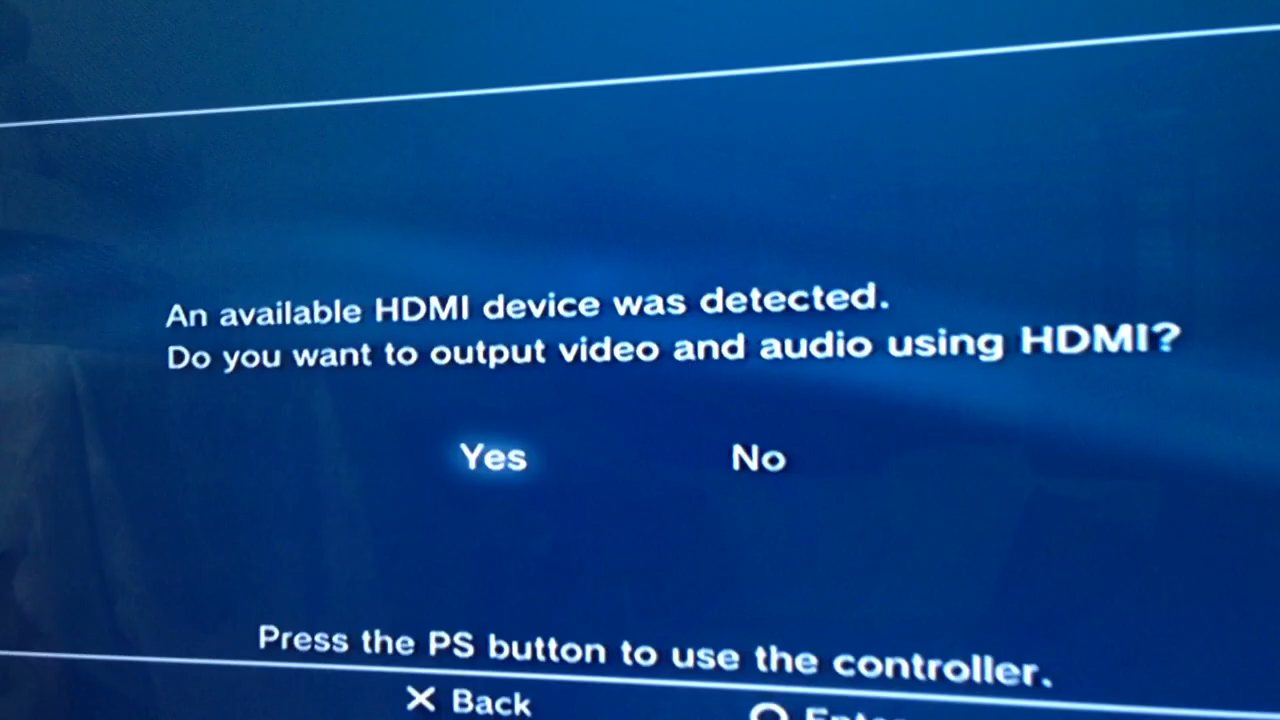 An available HDMI device was detected.
Do you want to output video and audio using HDMI?
Yes No
Press the PS button to use the controller.
X Back